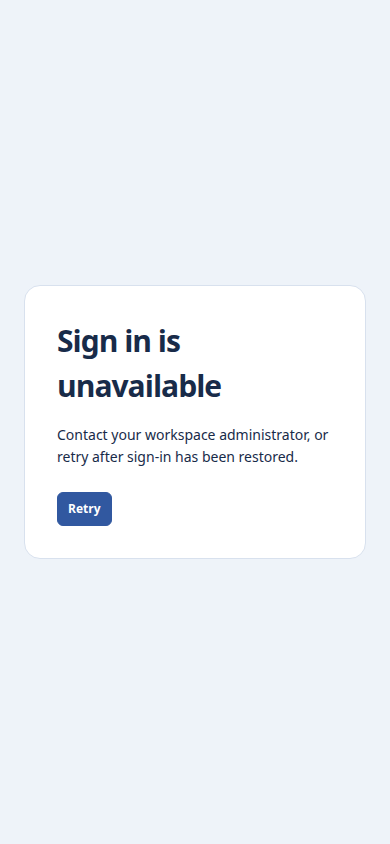 Sign in is
unavailable
Contact your workspace administrator, or
retry after sign-in has been restored.
Retry